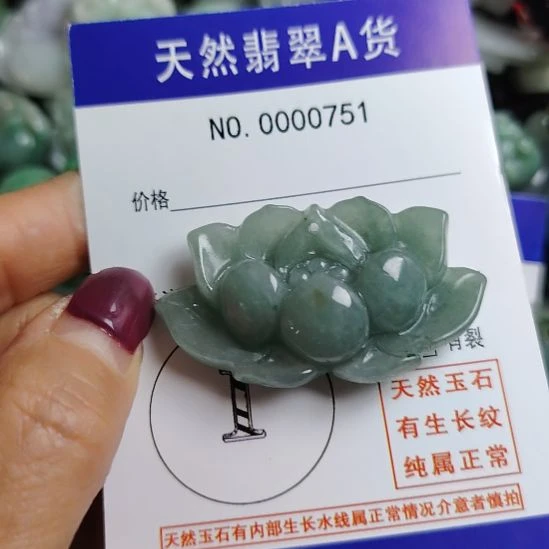 天然翡翠A货
NO. 0000751
价格
有裂
天然玉石
有生长纹
纯属正常
天然玉石有内部生长水线属正常情况介意者慎拍